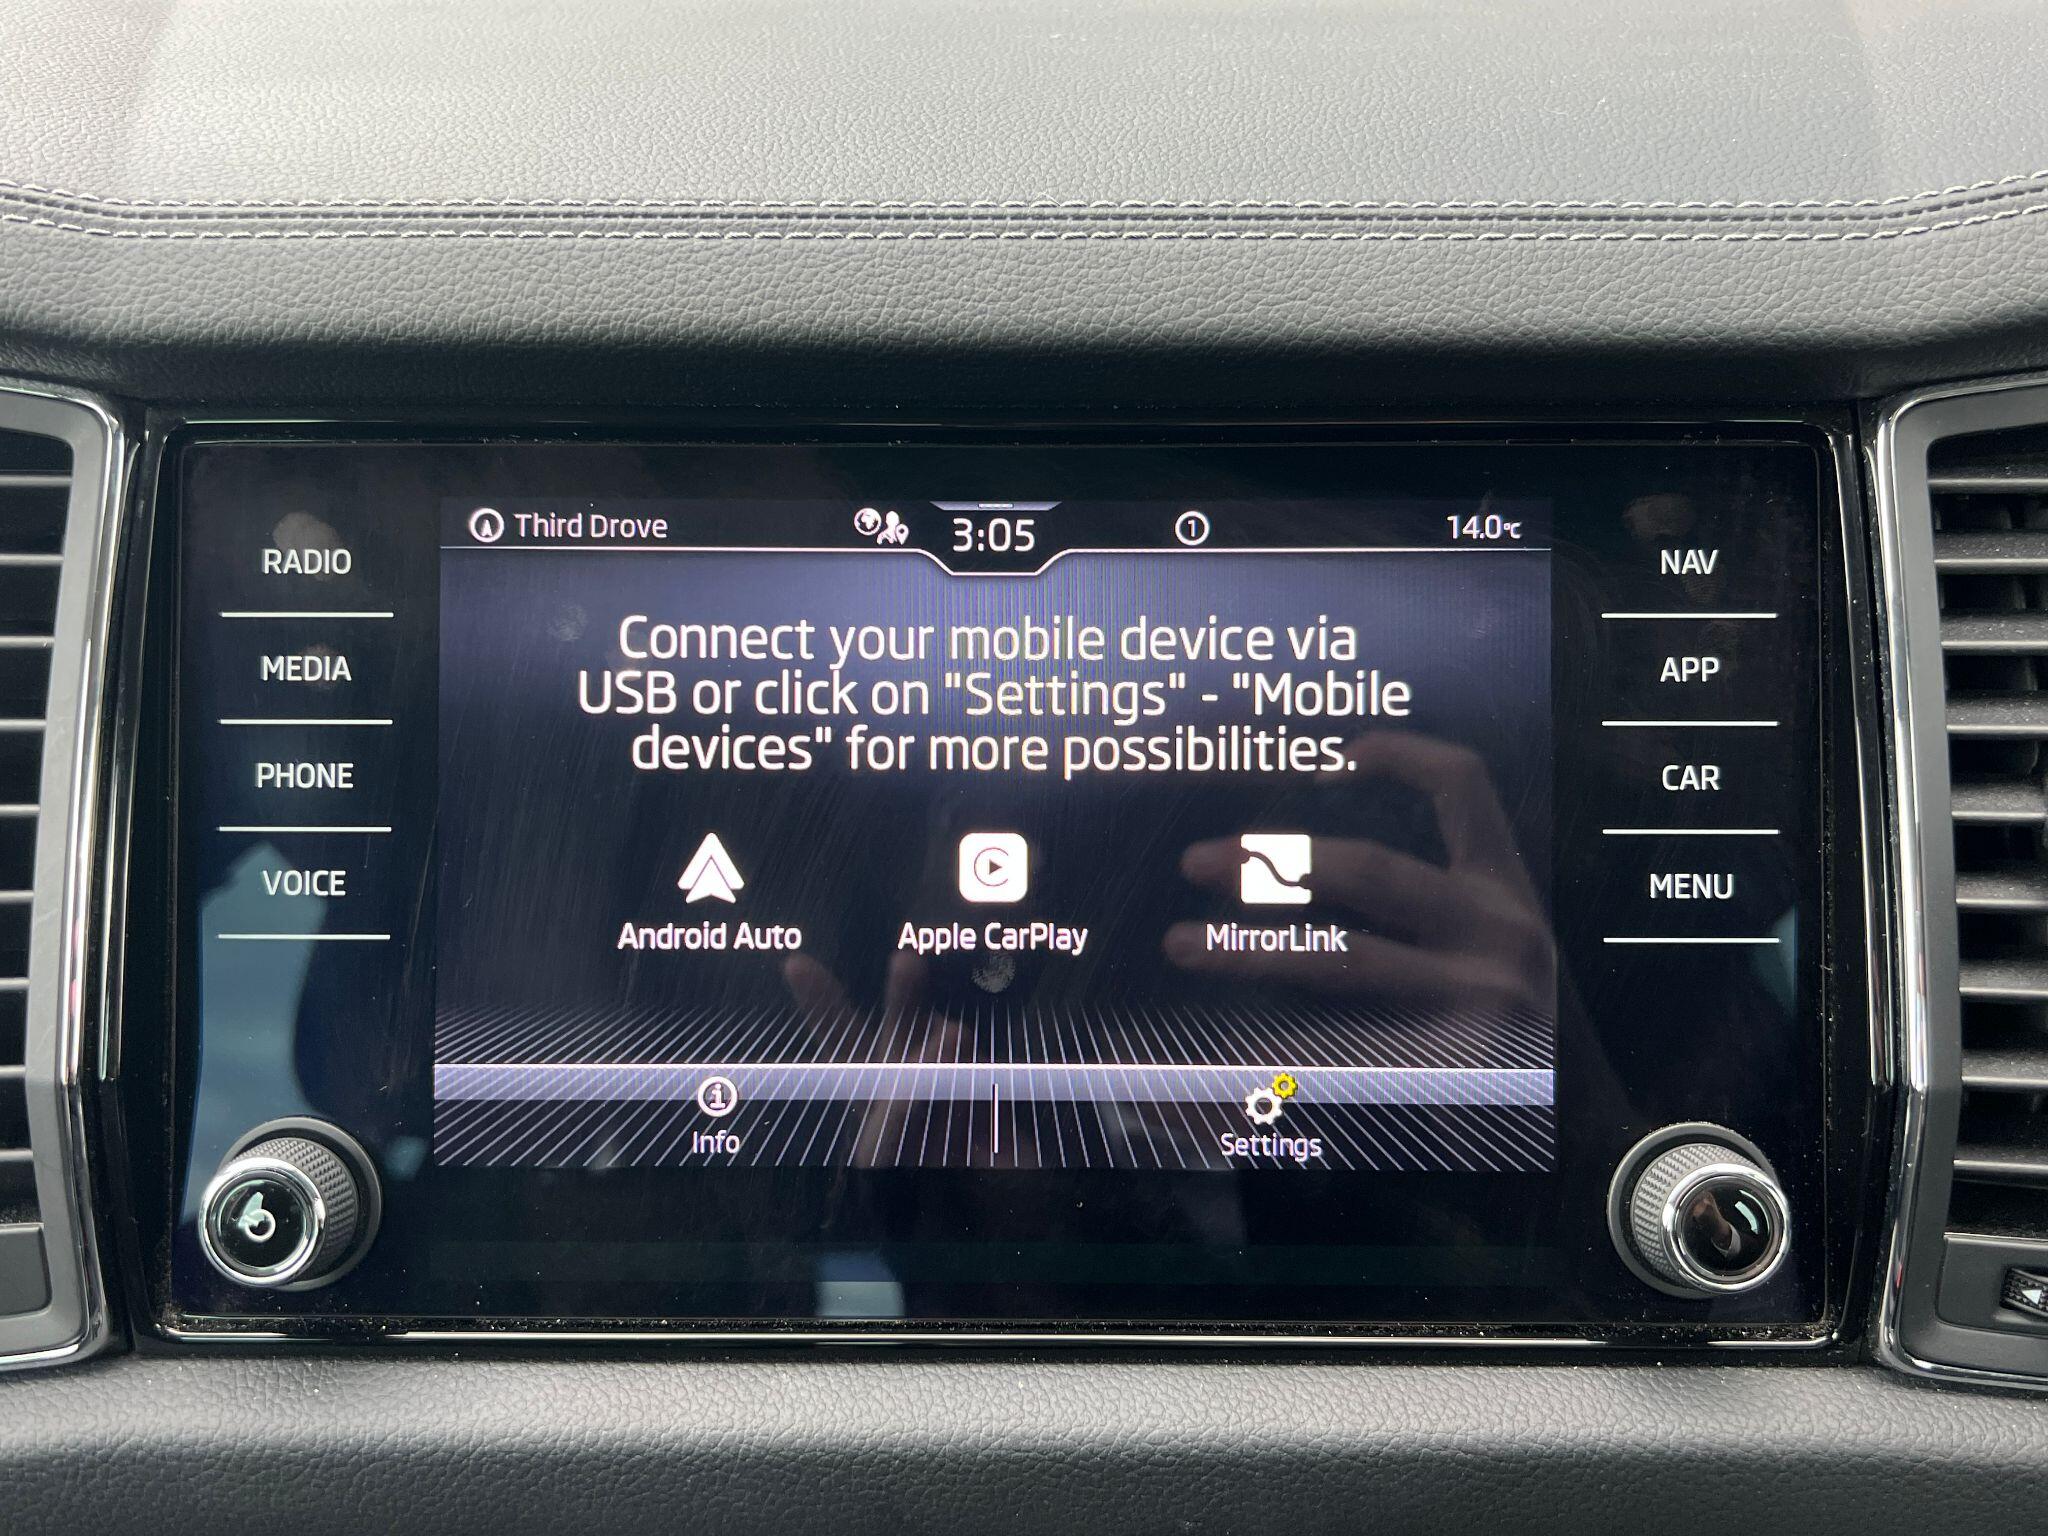 Third Drove 3:05 1 14.0°C
RADIO
MEDIA
PHONE
VOICE
Connect your mobile device via
USB or click on "Settings" - "Mobile
devices" for more possibilities.
Android Auto Apple CarPlay MirrorLink
Info Settings
NAV
APP
CAR
MENU